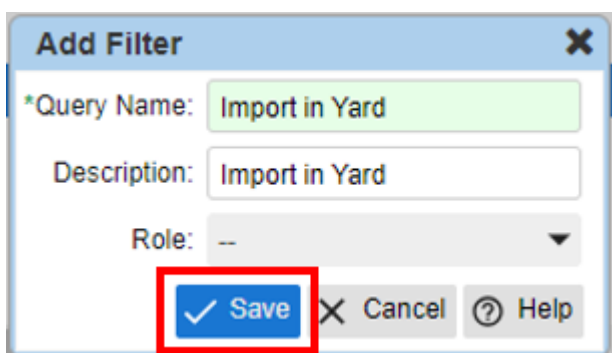 Add Filter
*Query Name: Import in Yard
Description: Import in Yard
Role: --
Save Cancel Help